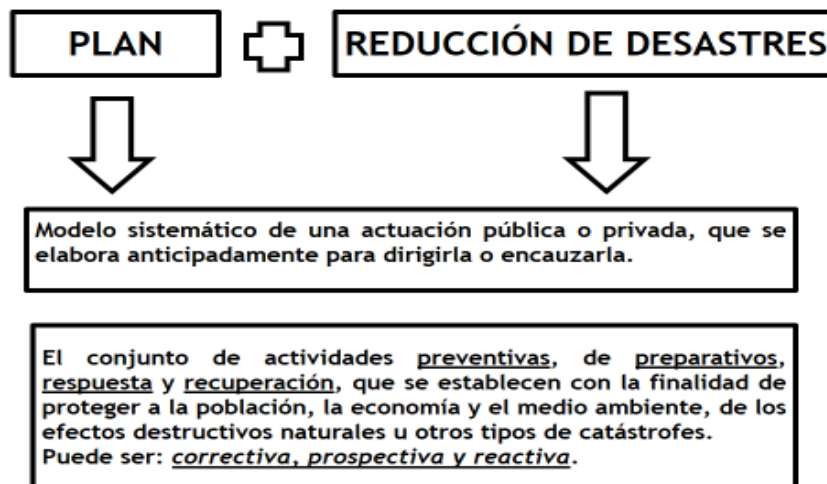 PLAN
REDUCCIÓN DE DESASTRES
Modelo sistemático de una actuación pública o privada, que se
elabora anticipadamente para dirigirla o encauzarla.
El conjunto de actividades preventivas, de preparativos,
respuesta y recuperación, que se establecen con la finalidad de
proteger a la población, la economía y el medio ambiente, de los
efectos destructivos naturales u otros tipos de catástrofes.
Puede ser: correctiva, prospectiva y reactiva.